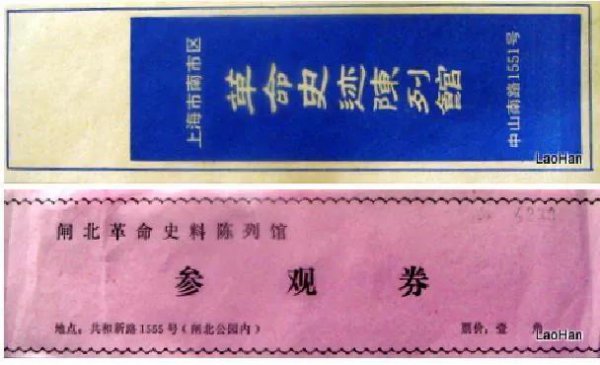 上海市南市区
革命史迹陳列館
中山南路1551号
LaoHan
闸北革命史料陈列馆
参观券
地点：共和新路1555号（闸北公园内）
票价：壹角
LaoHan